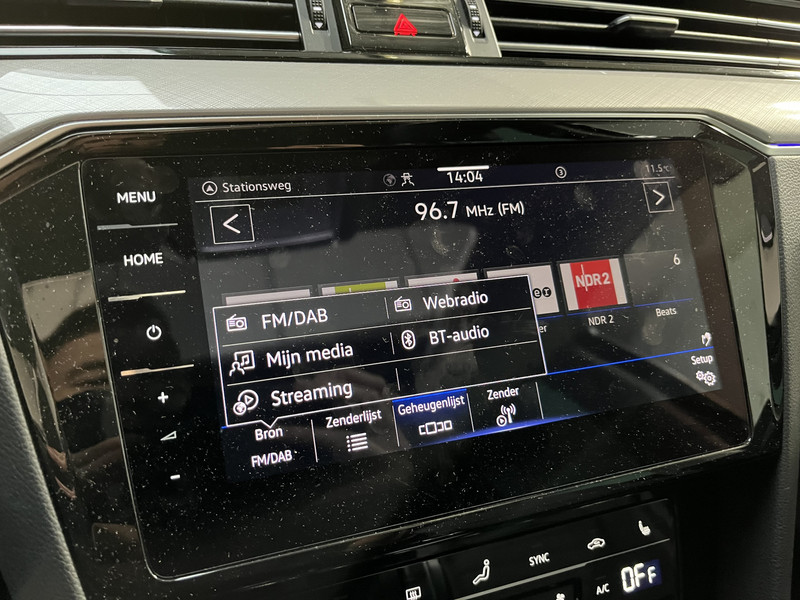 MENU
HOME
Stationsweg
14:04
3
11.5°C
96.7 MHz (FM)
NDR2
6
er
NDR 2
Beats
FM/DAB
Webradio
Mijn media
BT-audio
Streaming
Setup
Bron
FM/DAB
Zenderlijst
Geheugenlijst
Zender
+
-
SYNC
A/C
OFF